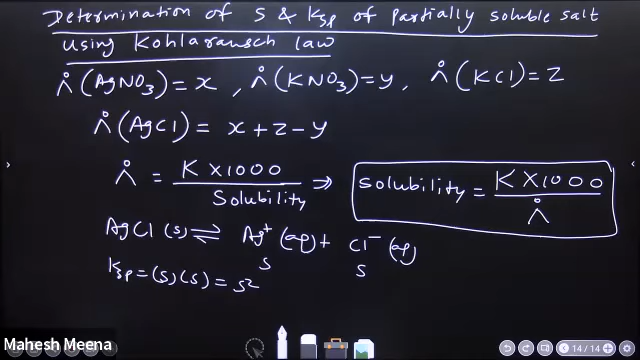 Determination of S & Ksp of partially soluble salt
using Kohlarausch law
Λ°(AgNO₃) = x , Λ°(KNO₃) = y , Λ°(KCl) = z
Λ°(AgCl) = x + z - y
Λ° = K × 1000 / Solubility ⇒ Solubility = K × 1000 / Λ°
AgCl(s) ⇌ Ag⁺(aq) + Cl⁻(aq)
S S
Ksp = (s)(s) = s²
Mahesh Meena
14 / 14